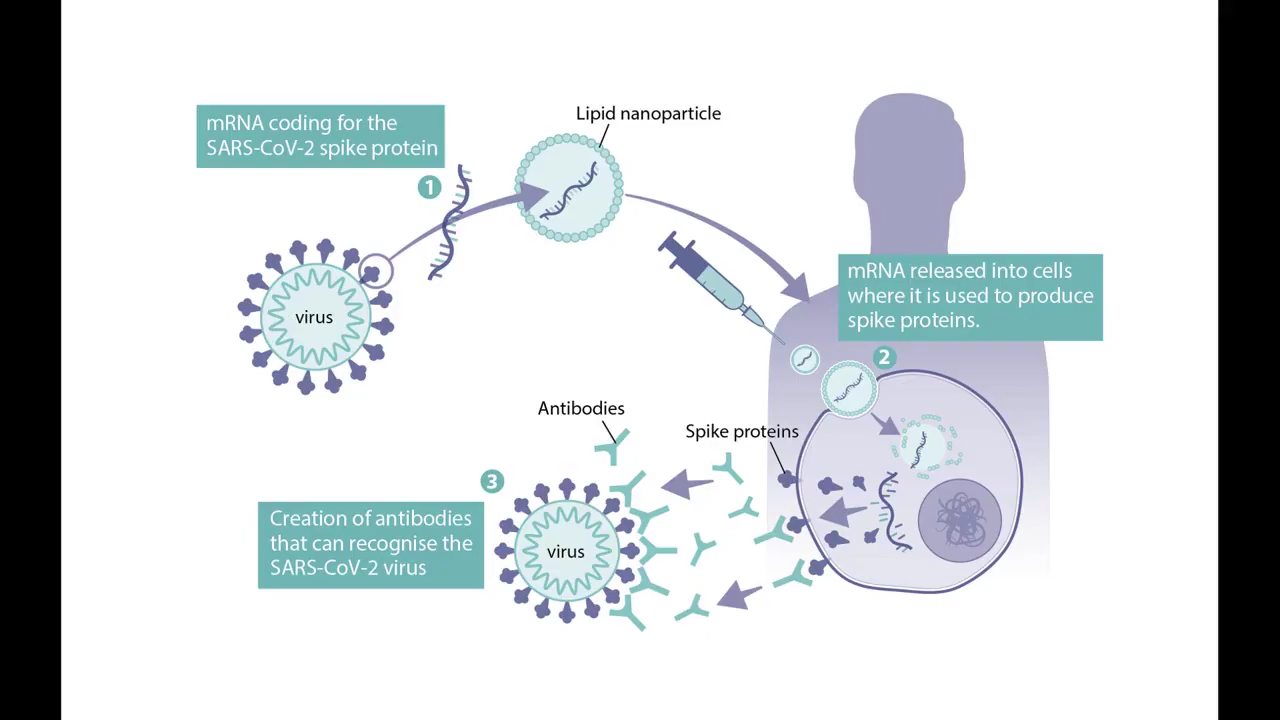 mRNA coding for the
SARS-CoV-2 spike protein
1
Lipid nanoparticle
virus
mRNA released into cells
where it is used to produce
spike proteins.
2
Antibodies
Spike proteins
3
Creation of antibodies
that can recognise the
SARS-CoV-2 virus
virus